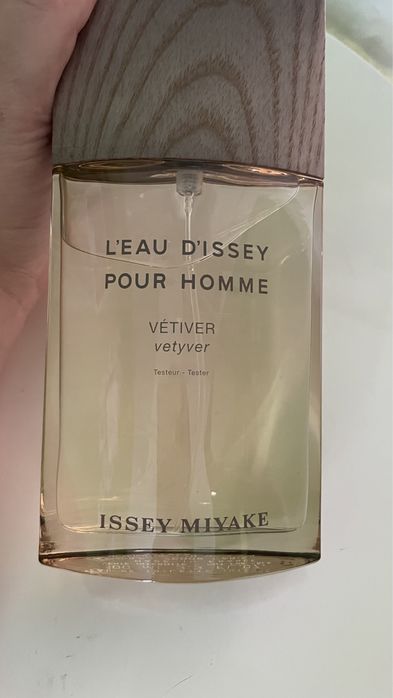 L'EAU D'ISSEY
POUR HOMME
VÉTIVER
vetyver
Testeur - Tester
ISSEY MIYAKE